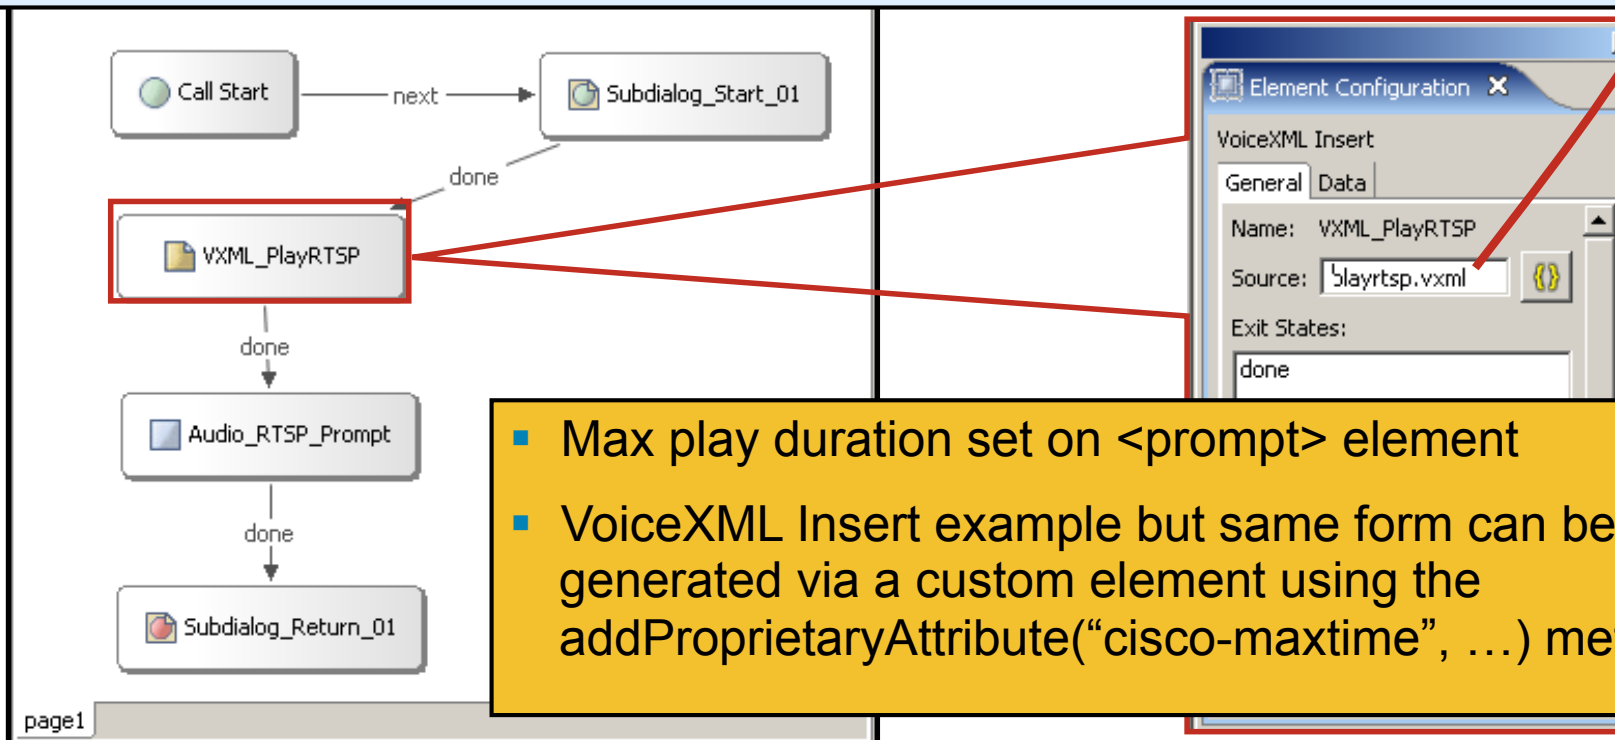 Call Start
next
Subdialog_Start_01
done
VXML_PlayRTSP
done
Audio_RTSP_Prompt
done
Subdialog_Return_01
page1
Element Configuration
VoiceXML Insert
General Data
Name: VXML_PlayRTSP
Source: playrtsp.vxml
Exit States:
done
Max play duration set on <prompt> element
VoiceXML Insert example but same form can be
generated via a custom element using the
addProprietaryAttribute(“cisco-maxtime”, …) me